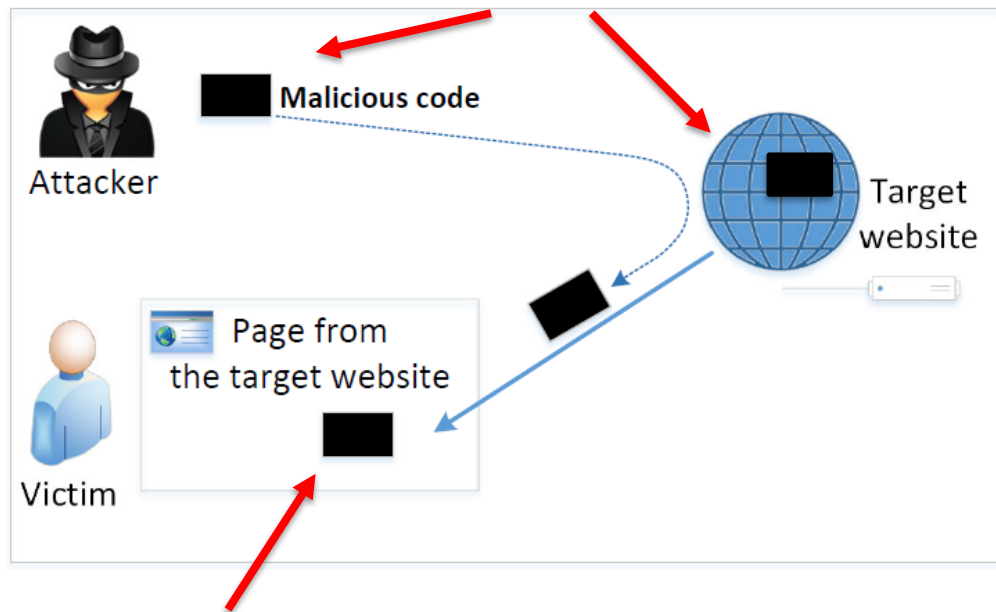 Malicious code
Attacker
Target
website
Page from
the target website
Victim